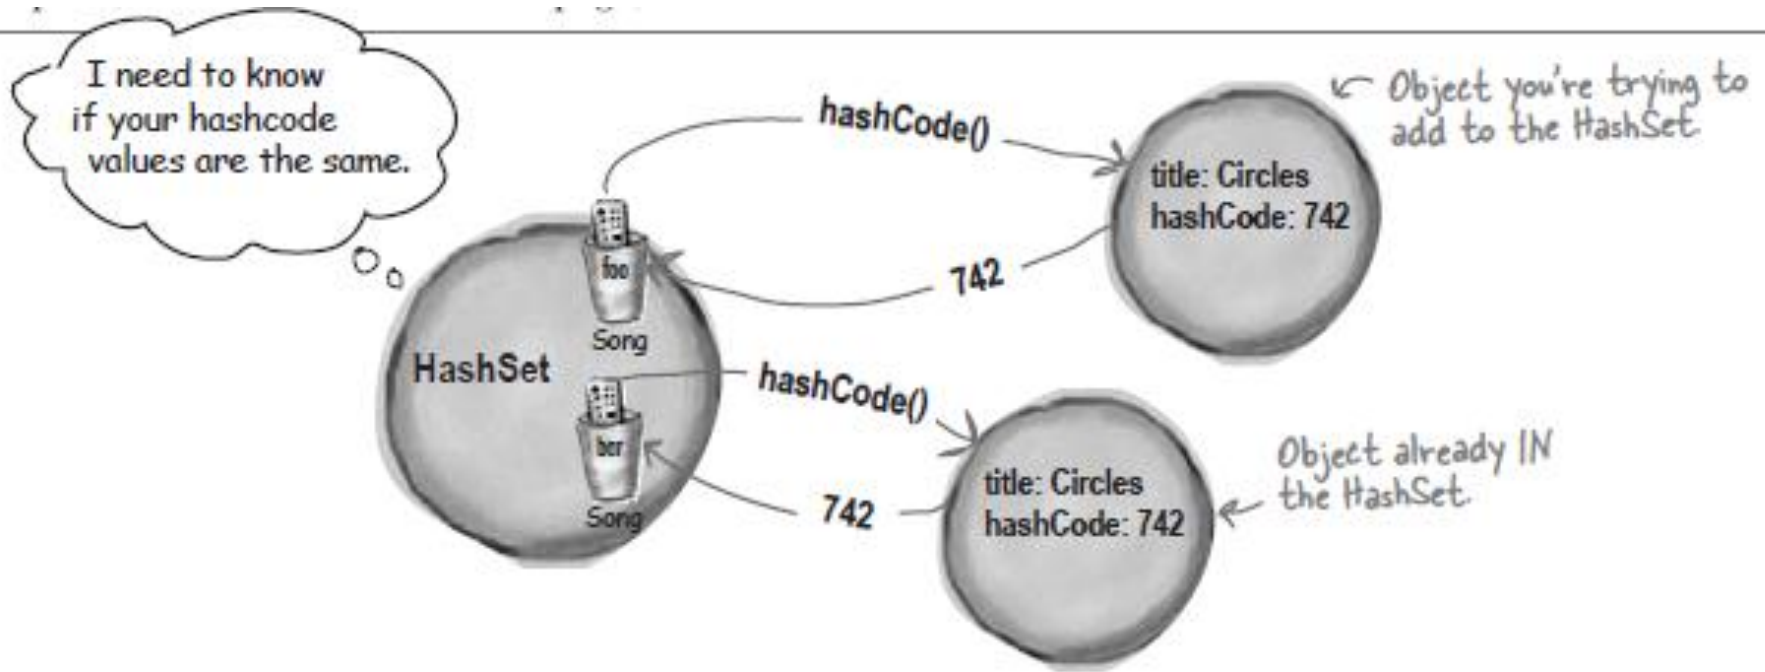 I need to know
if your hashcode
values are the same.
hashCode()
Object you're trying to
add to the HashSet.
title: Circles
hashCode: 742
foo
742
Song
HashSet
hashCode()
bar
Song
742
title: Circles
hashCode: 742
Object already IN
the HashSet.